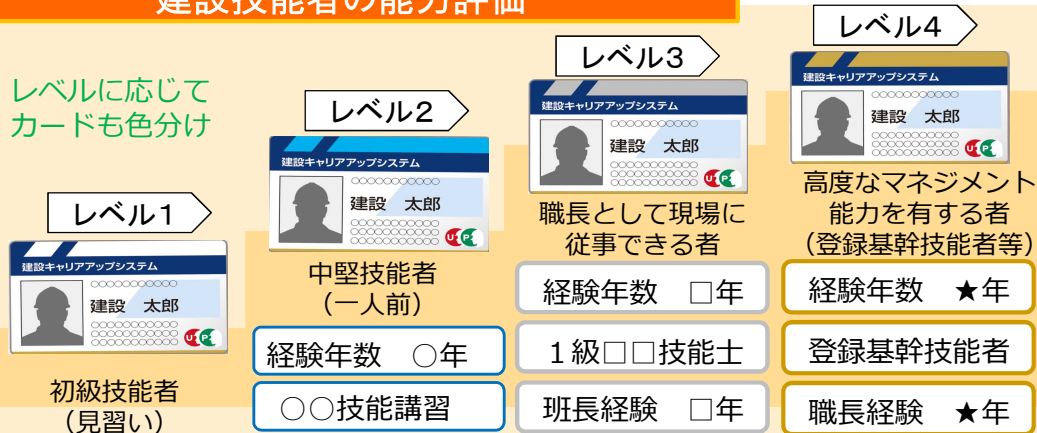 建設技能者の能力評価
レベルに応じて
カードも色分け
レベル1
建設キャリアアップシステム
○○○○○○○○○○○
建設 太郎
○○○○○○○○○○○
○○○○○○○○○○○
○○○○○○○○○○○
U P
初級技能者
（見習い）
レベル2
建設キャリアアップシステム
○○○○○○○○○○○
建設 太郎
○○○○○○○○○○○
○○○○○○○○○○○
○○○○○○○○○○○
U P
中堅技能者
（一人前）
経験年数 ○年
○○技能講習
レベル3
建設キャリアアップシステム
○○○○○○○○○○○
建設 太郎
○○○○○○○○○○○
○○○○○○○○○○○
○○○○○○○○○○○
U P
職長として現場に
従事できる者
経験年数 □年
１級□□技能士
班長経験 □年
レベル4
建設キャリアアップシステム
○○○○○○○○○○○
建設 太郎
○○○○○○○○○○○
○○○○○○○○○○○
○○○○○○○○○○○
U P
高度なマネジメント
能力を有する者
（登録基幹技能者等）
経験年数 ★年
登録基幹技能者
職長経験 ★年